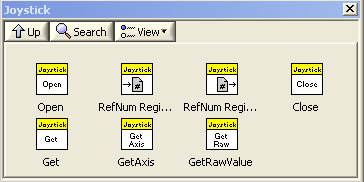 Joystick
Up Search View
Joystick Joystick Joystick Joystick
Open Close
Open RefNum Regi... RefNum Regi... Close
Joystick Joystick Joystick
Get Get Axis Get Raw
Get GetAxis GetRawValue